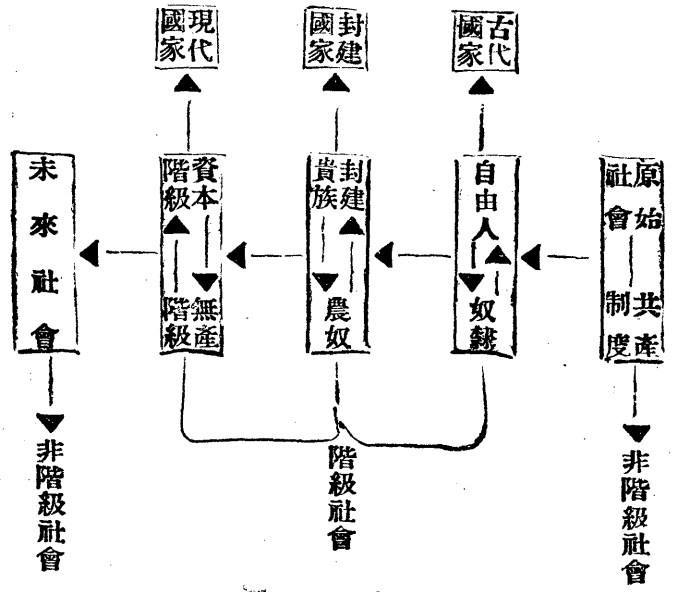 古代
國家
封建
國家
現代
國家
原始
社會
共產
制度
自由人
奴隸
封建
貴族
農奴
資本
階級
無產
階級
未來社會
非階級社會
階級社會
非階級社會